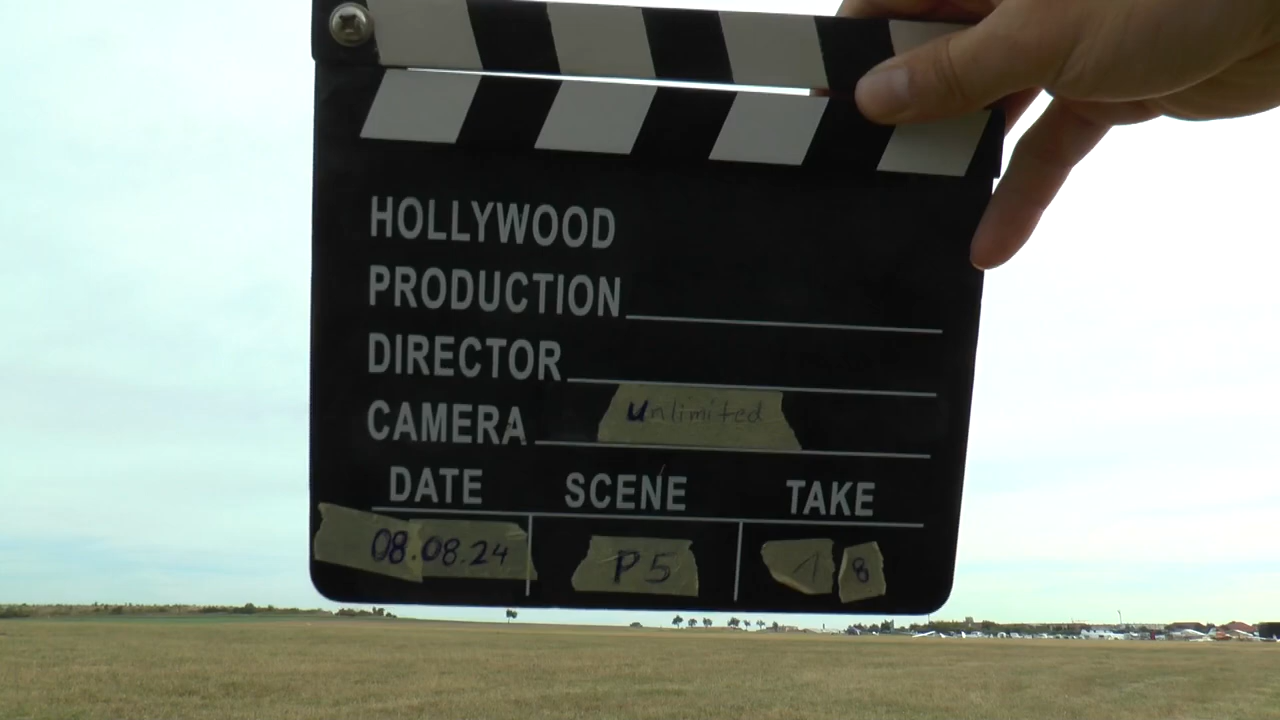 HOLLYWOOD
PRODUCTION
DIRECTOR
CAMERA Unlimited
DATE SCENE TAKE
08.08.24 P5 18